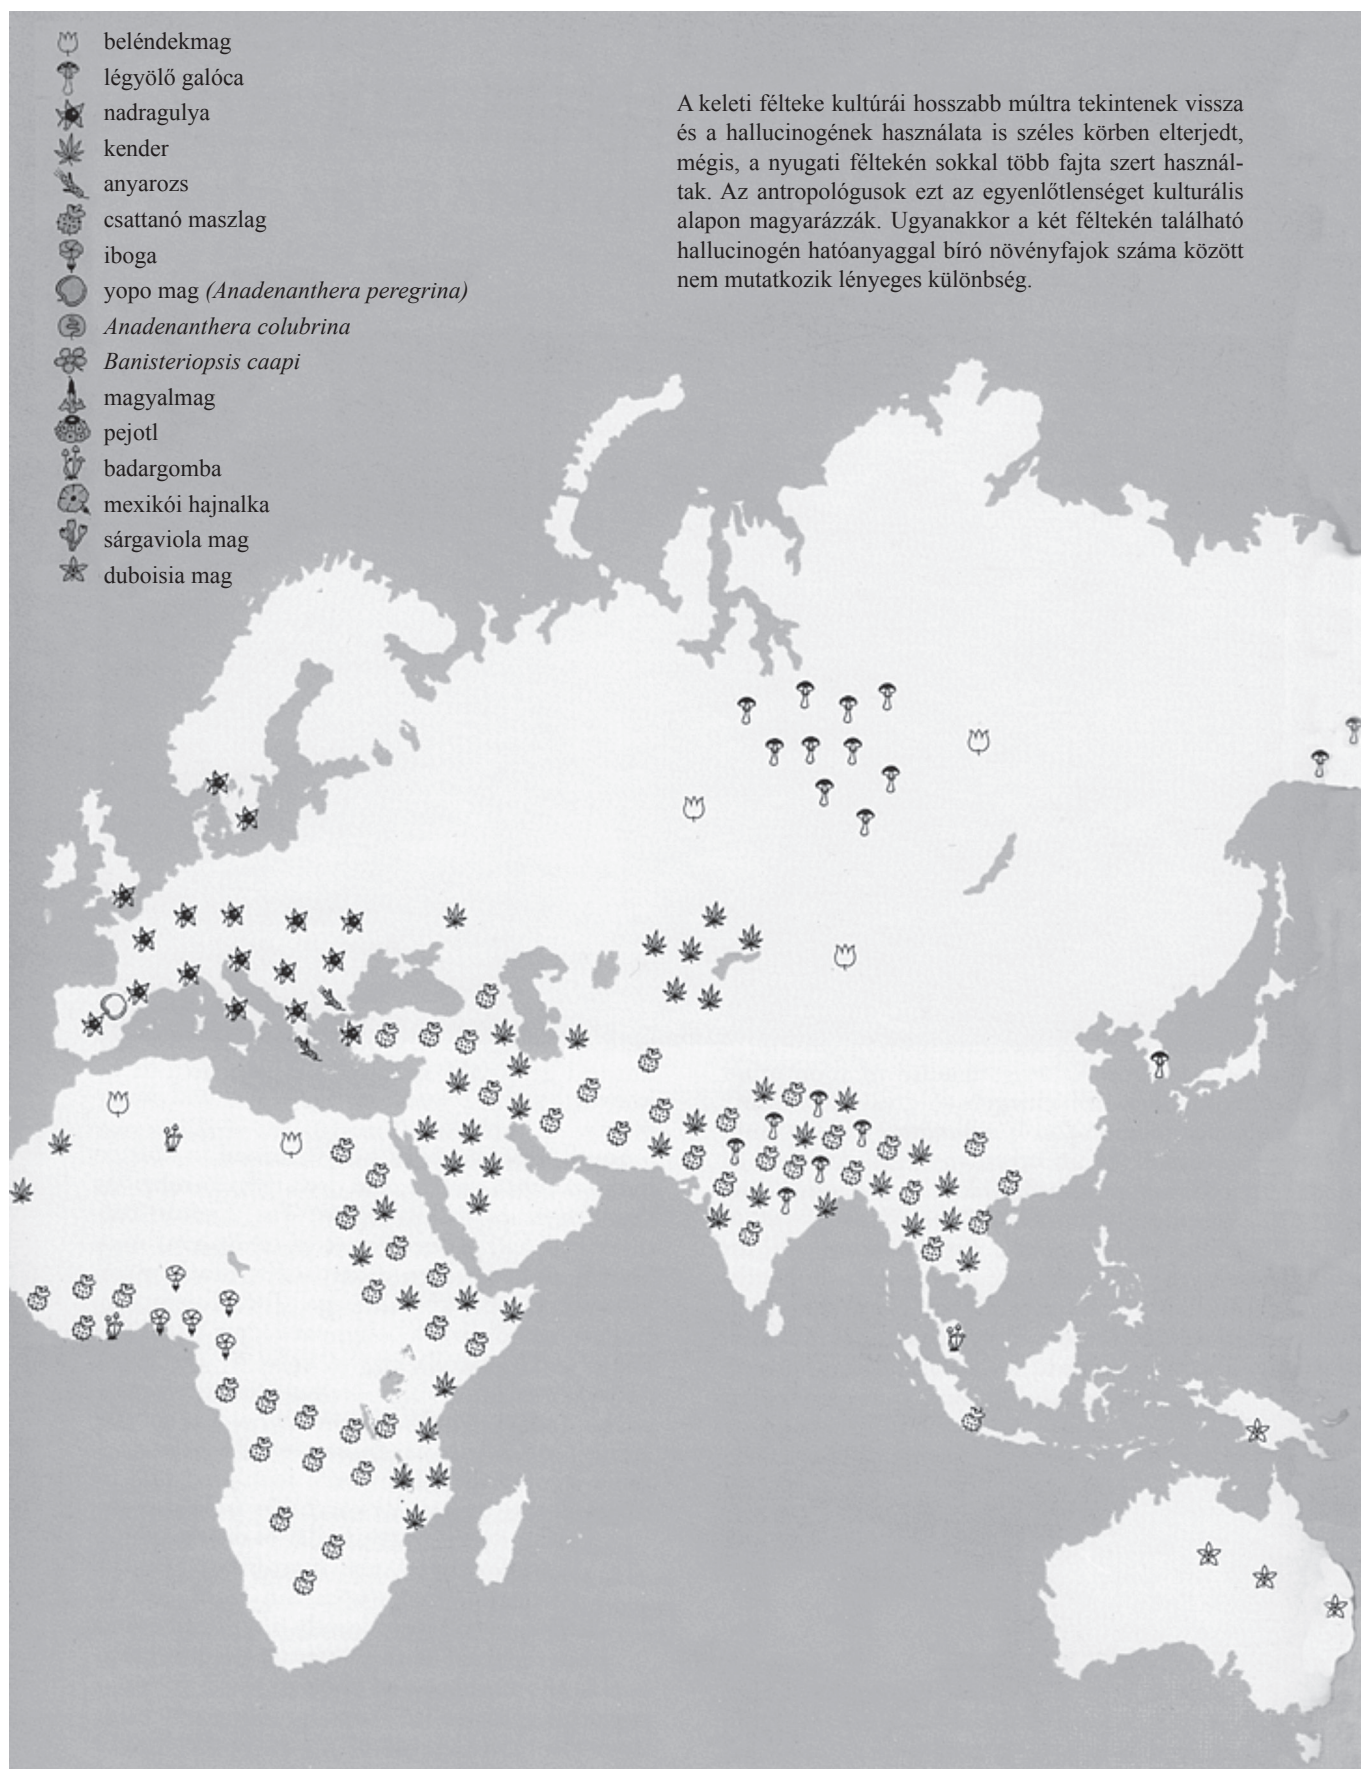 beléndekmag
légyölő galóca
nadragulya
kender
anyarozs
csattanó maszlag
iboga
yopo mag (Anadenanthera peregrina)
Anadenanthera colubrina
Banisteriopsis caapi
magyalmag
pejotl
badargomba
mexikói hajnalka
sárgaviola mag
duboisia mag
A keleti félteke kultúrái hosszabb múltra tekintenek vissza
és a hallucinogének használata is széles körben elterjedt,
mégis, a nyugati féltekén sokkal több fajta szert használ-
tak. Az antropológusok ezt az egyenlőtlenséget kulturális
alapon magyarázzák. Ugyanakkor a két féltekén található
hallucinogén hatóanyaggal bíró növényfajok száma között
nem mutatkozik lényeges különbség.